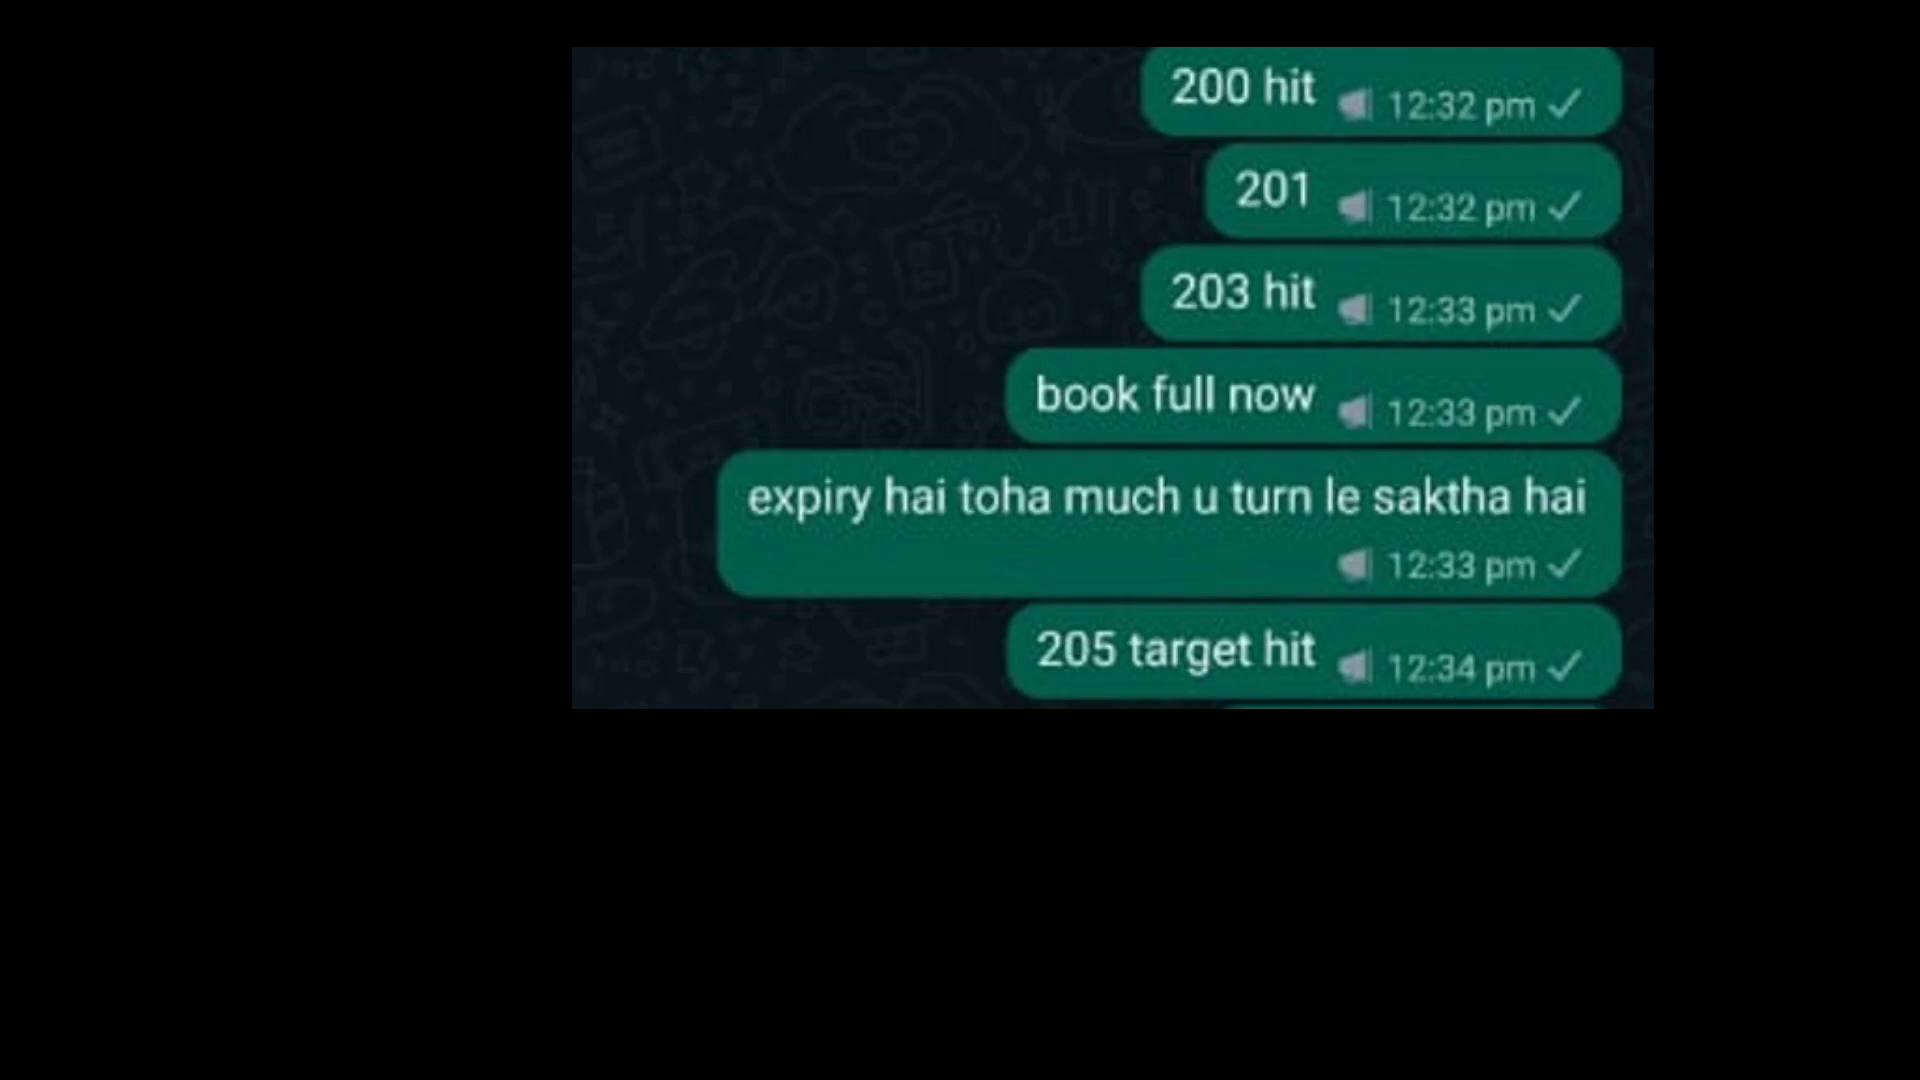 200 hit 12:32 pm
201 12:32 pm
203 hit 12:33 pm
book full now 12:33 pm
expiry hai toha much u turn le saktha hai
12:33 pm
205 target hit 12:34 pm